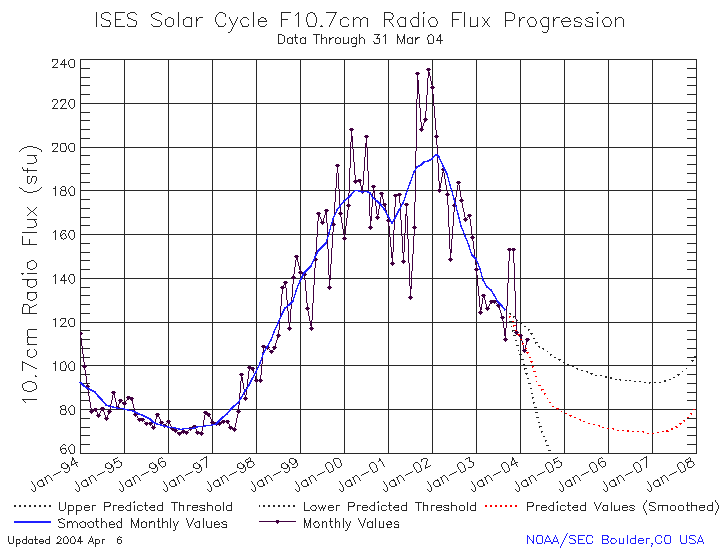 ISES Solar Cycle F10.7cm Radio Flux Progression
Data Through 31 Mar 04
10.7cm Radio Flux (sfu)
240
220
200
180
160
140
120
100
80
60
Jan-94 Jan-95 Jan-96 Jan-97 Jan-98 Jan-99 Jan-00 Jan-01 Jan-02 Jan-03 Jan-04 Jan-05 Jan-06 Jan-07 Jan-08
Upper Predicted Threshold Lower Predicted Threshold Predicted Values (Smoothed)
Smoothed Monthly Values Monthly Values
Updated 2004 Apr 6 NOAA/SEC Boulder,CO USA